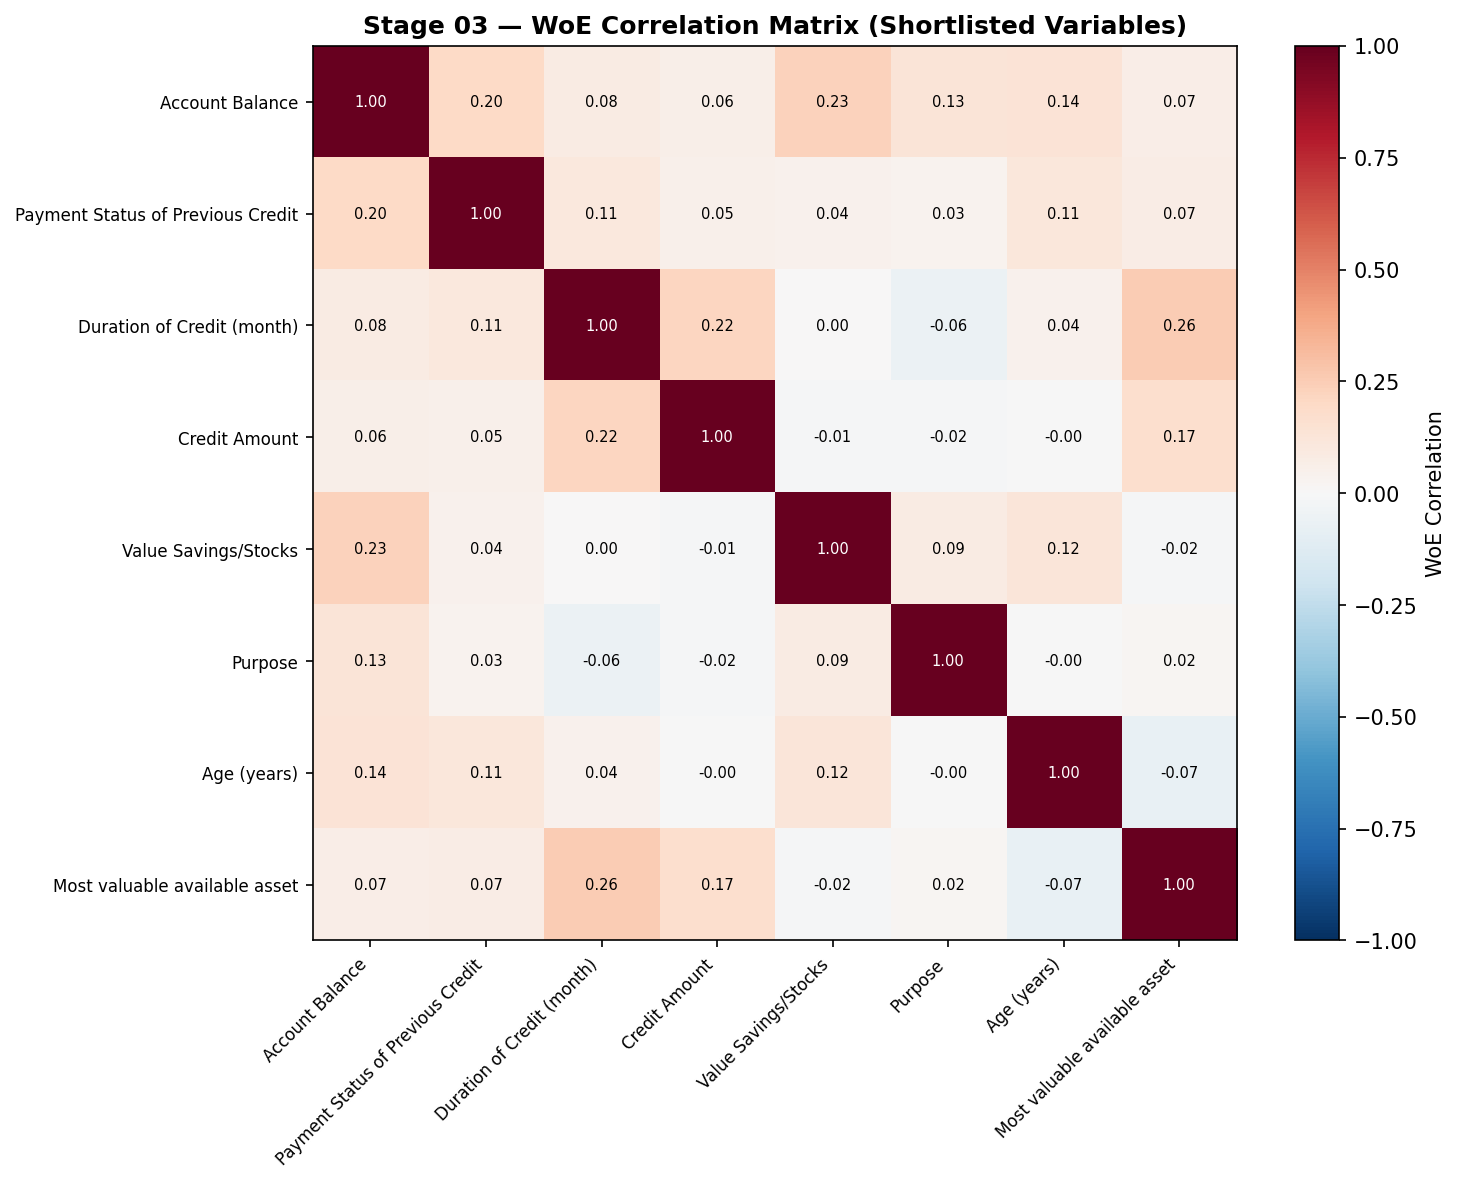 Stage 03 — WoE Correlation Matrix (Shortlisted Variables)
Account Balance 1.00 0.20 0.08 0.06 0.23 0.13 0.14 0.07
Payment Status of Previous Credit 0.20 1.00 0.11 0.05 0.04 0.03 0.11 0.07
Duration of Credit (month) 0.08 0.11 1.00 0.22 0.00 -0.06 0.04 0.26
Credit Amount 0.06 0.05 0.22 1.00 -0.01 -0.02 -0.00 0.17
Value Savings/Stocks 0.23 0.04 0.00 -0.01 1.00 0.09 0.12 -0.02
Purpose 0.13 0.03 -0.06 -0.02 0.09 1.00 -0.00 0.02
Age (years) 0.14 0.11 0.04 -0.00 0.12 -0.00 1.00 -0.07
Most valuable available asset 0.07 0.07 0.26 0.17 -0.02 0.02 -0.07 1.00
Account Balance
Payment Status of Previous Credit
Duration of Credit (month)
Credit Amount
Value Savings/Stocks
Purpose
Age (years)
Most valuable available asset
1.00
0.75
0.50
0.25
0.00
−0.25
−0.50
−0.75
−1.00
WoE Correlation